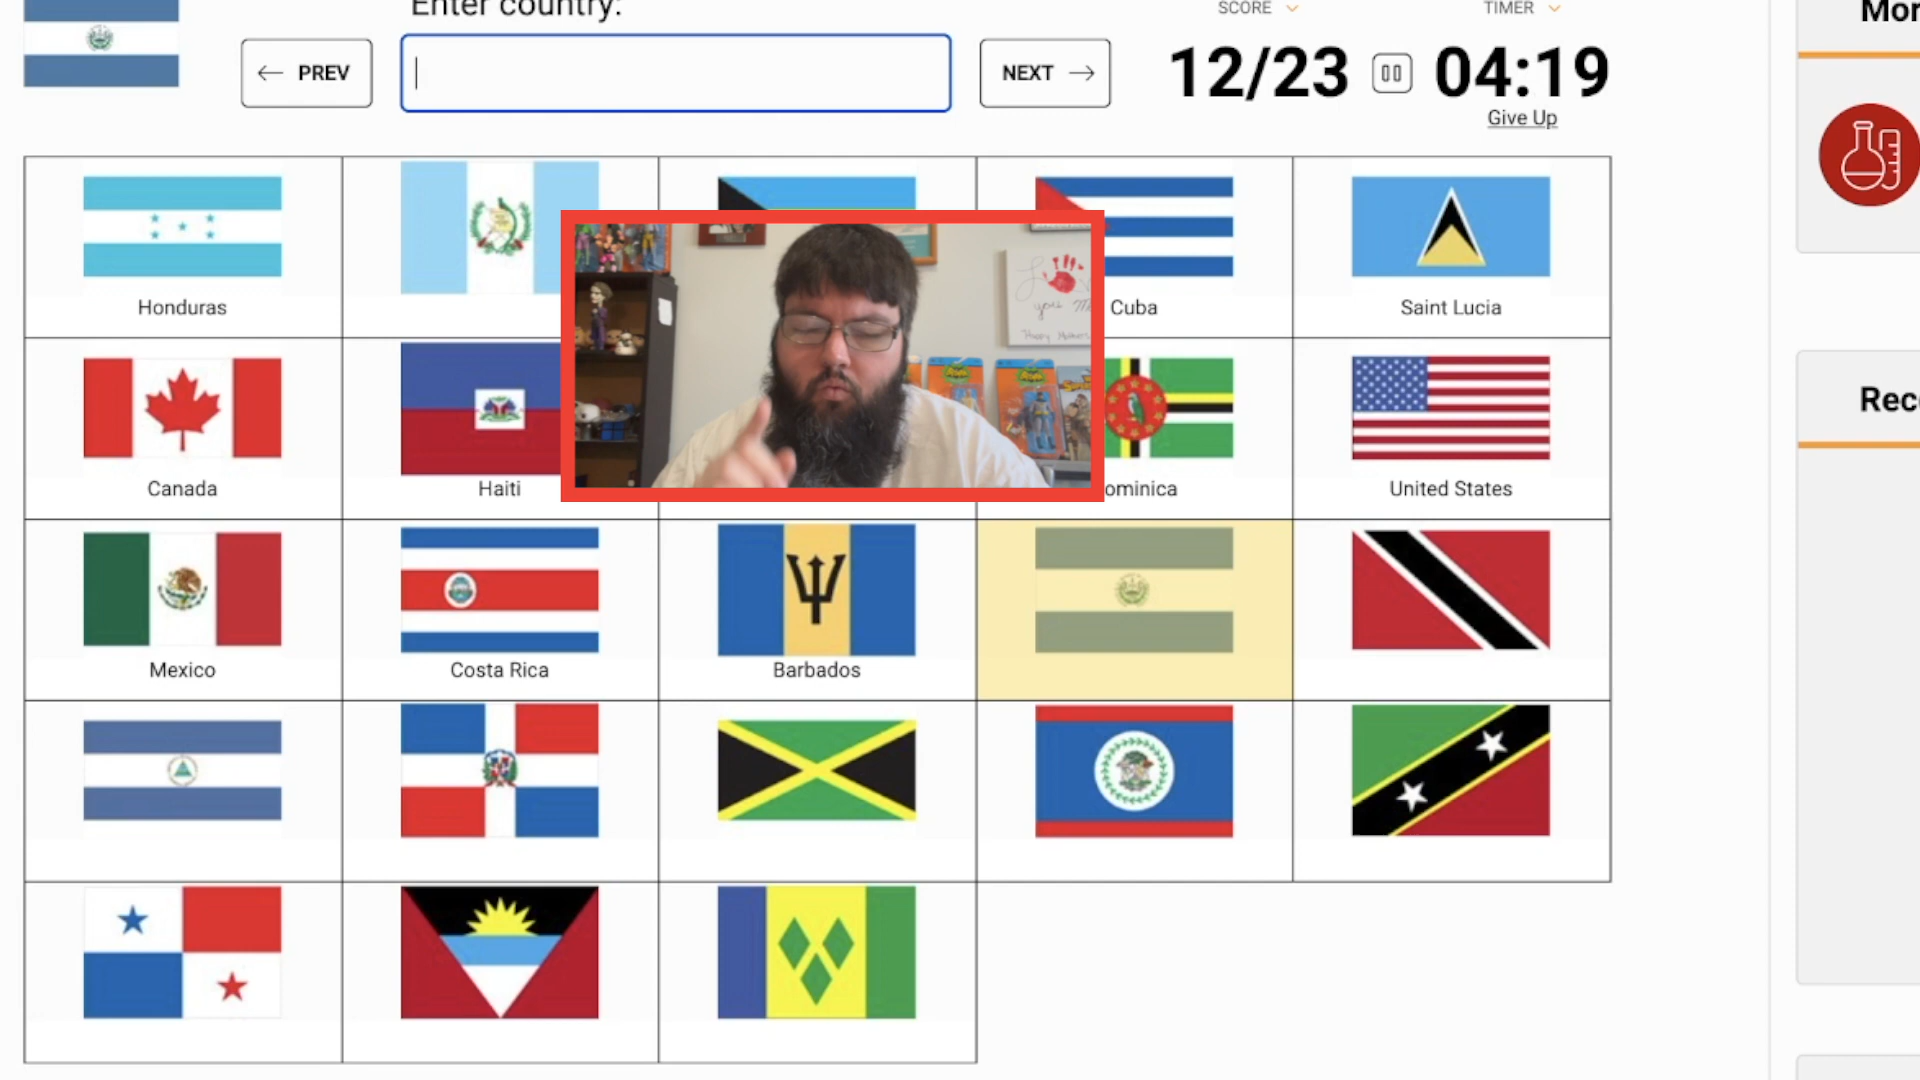 Enter country:
SCORE
TIMER
Mor
PREV
NEXT
12/23
04:19
Give Up
you
Honduras
Cuba
Saint Lucia
Canada
Haiti
ominica
United States
Rec
Mexico
Costa Rica
Barbados